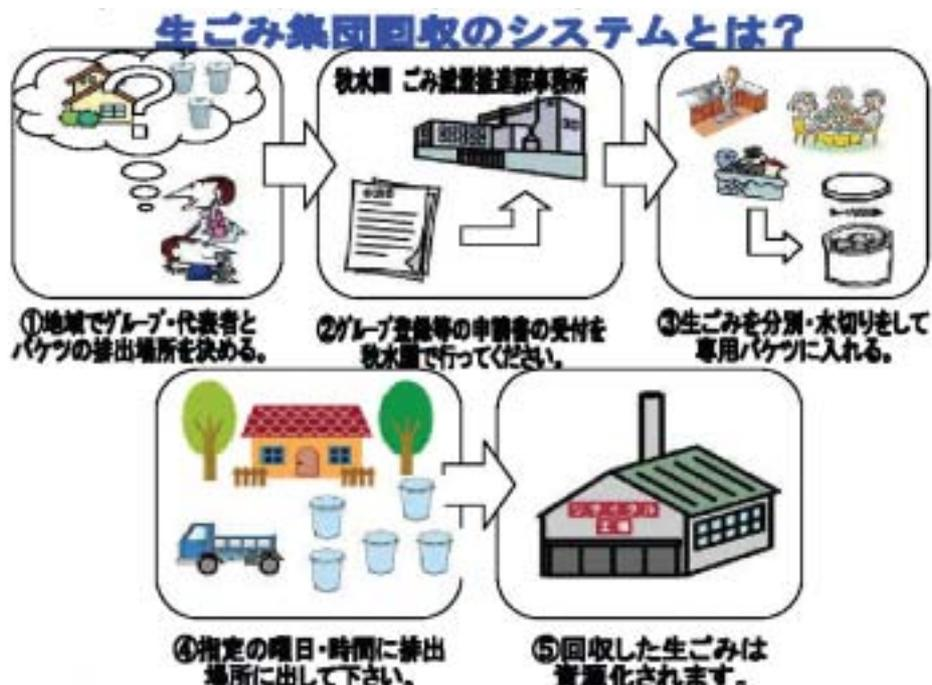 生ごみ集団回収のシステムとは?
秋水園 ごみ減量推進課事務所
申請書
①地域でグループ・代表者と
バケツの排出場所を決める。
②グループ登録等の申請書の受付を
秋水園で行ってください。
③生ごみを分別・水切りをして
専用バケツに入れる。
④指定の曜日・時間に排出
場所に出して下さい。
⑤回収した生ごみは
資源化されます。